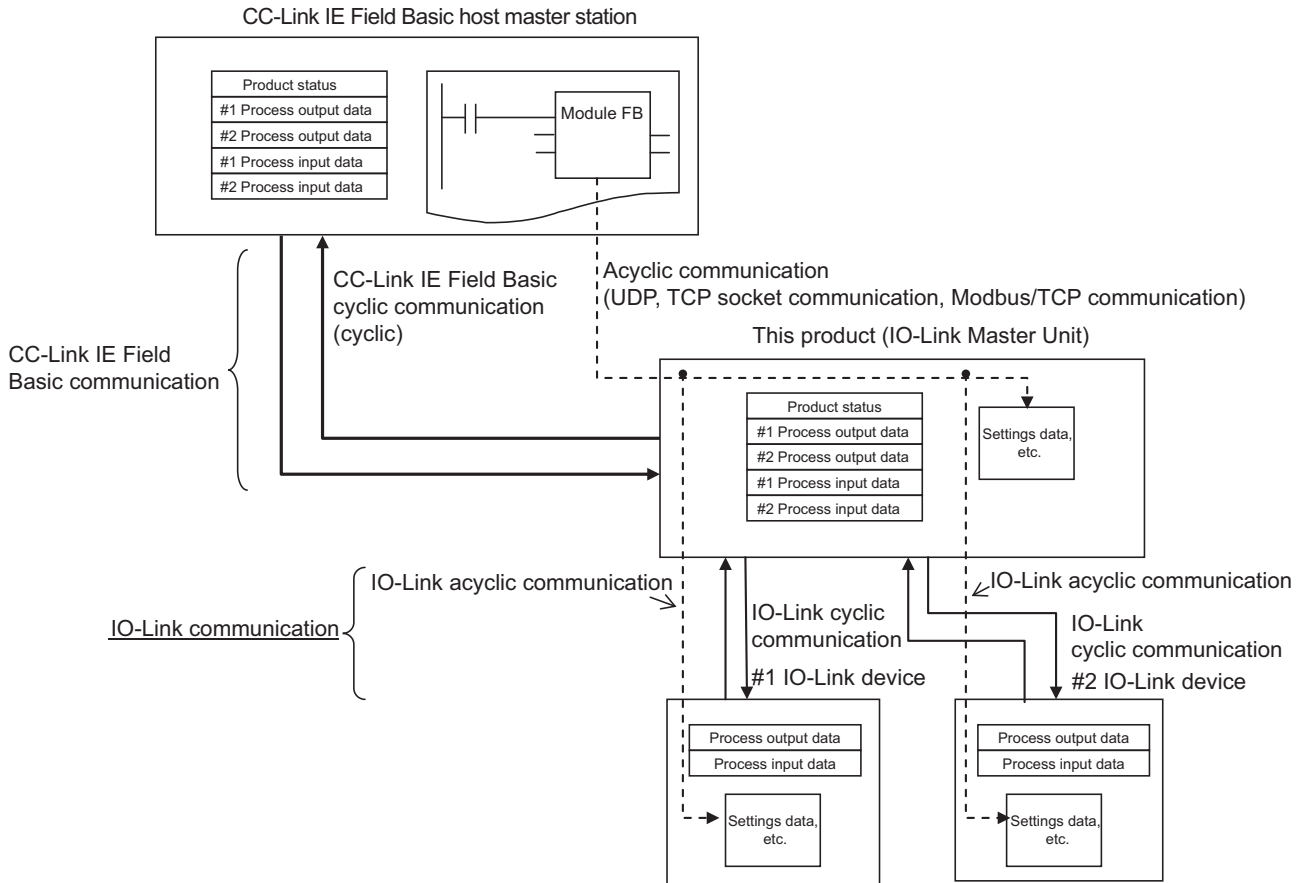 CC-Link IE Field Basic host master station
Product status
#1 Process output data
#2 Process output data
#1 Process input data
#2 Process input data
Module FB
CC-Link IE Field
Basic communication
CC-Link IE Field Basic
cyclic communication
(cyclic)
Acyclic communication
(UDP, TCP socket communication, Modbus/TCP communication)
This product (IO-Link Master Unit)
Product status
#1 Process output data
#2 Process output data
#1 Process input data
#2 Process input data
Settings data,
etc.
IO-Link communication
IO-Link acyclic communication
IO-Link cyclic
communication
IO-Link acyclic communication
IO-Link
cyclic communication
#1 IO-Link device
Process output data
Process input data
Settings data,
etc.
#2 IO-Link device
Process output data
Process input data
Settings data,
etc.